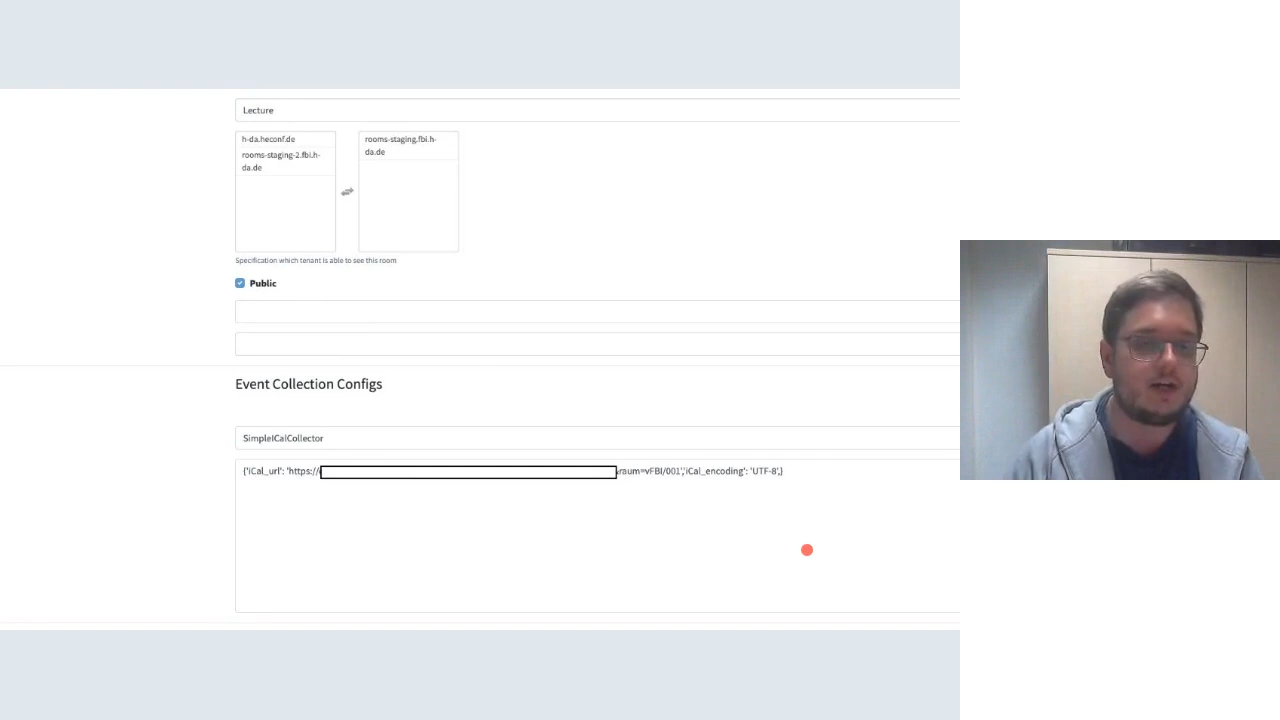 Lecture
h-da.heconf.de
rooms-staging-2.fbi.h-
da.de
rooms-staging.fbi.h-
da.de
Specification which tenant is able to see this room
Public
Event Collection Configs
SimpleICalCollector
{'iCal_url': 'https:// raum=vFBI/001','iCal_encoding': 'UTF-8',}